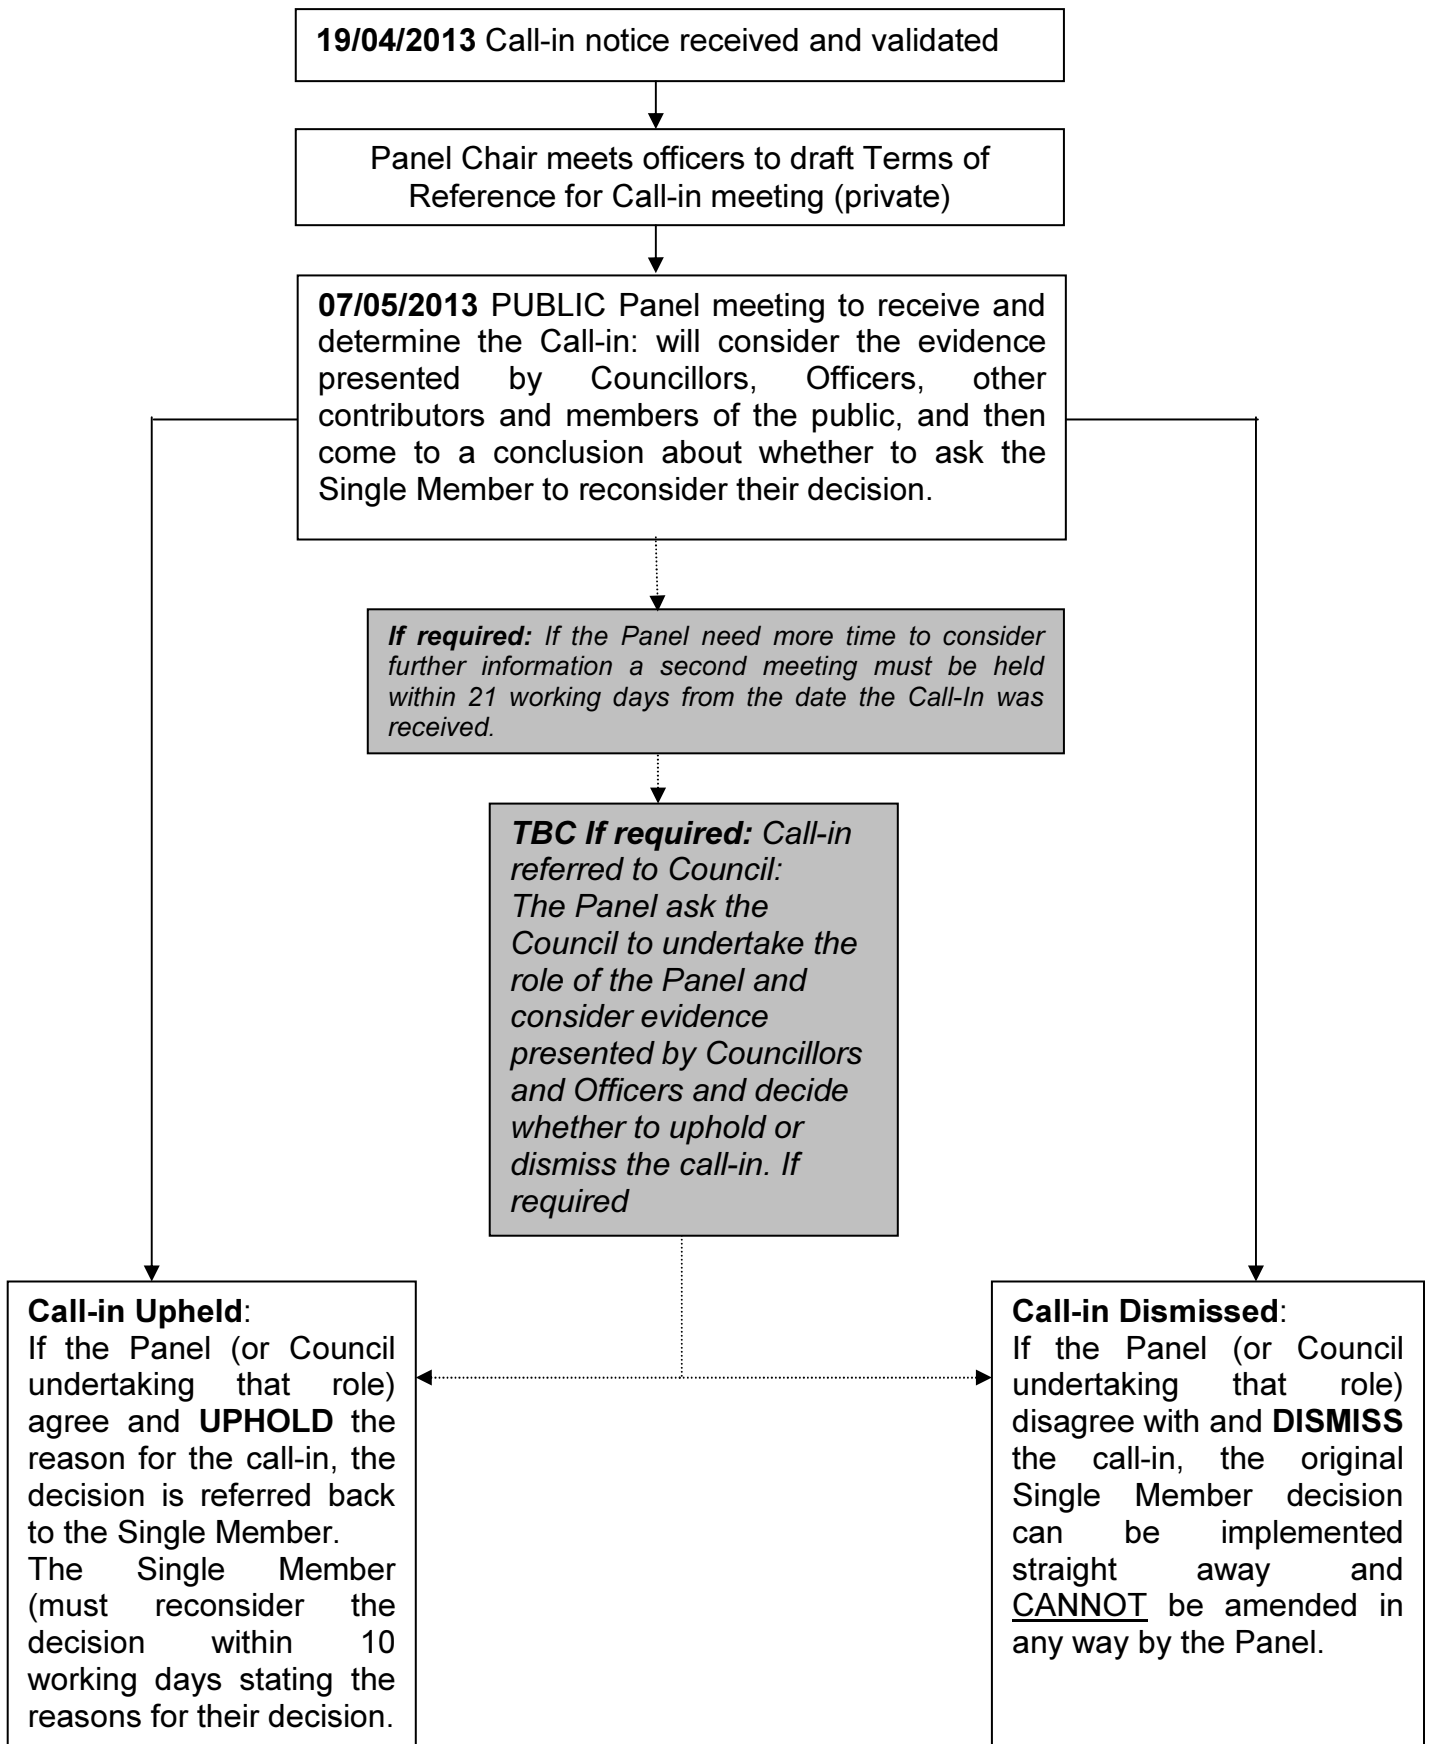 19/04/2013 Call-in notice received and validated
Panel Chair meets officers to draft Terms of
Reference for Call-in meeting (private)
07/05/2013 PUBLIC Panel meeting to receive and
determine the Call-in: will consider the evidence
presented by Councillors, Officers, other
contributors and members of the public, and then
come to a conclusion about whether to ask the
Single Member to reconsider their decision.
If required: If the Panel need more time to consider
further information a second meeting must be held
within 21 working days from the date the Call-In was
received.
TBC If required: Call-in
referred to Council:
The Panel ask the
Council to undertake the
role of the Panel and
consider evidence
presented by Councillors
and Officers and decide
whether to uphold or
dismiss the call-in. If
required
Call-in Upheld:
If the Panel (or Council
undertaking that role)
agree and UPHOLD the
reason for the call-in, the
decision is referred back
to the Single Member.
The Single Member
(must reconsider the
decision within 10
working days stating the
reasons for their decision.
Call-in Dismissed:
If the Panel (or Council
undertaking that role)
disagree with and DISMISS
the call-in, the original
Single Member decision
can be implemented
straight away and
CANNOT be amended in
any way by the Panel.